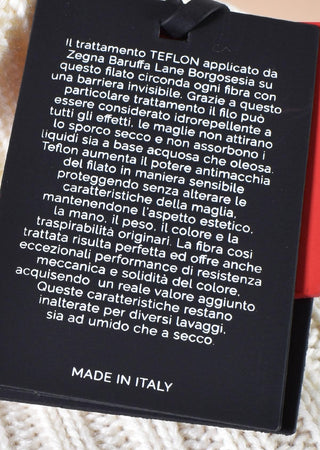 Il trattamento TEFLON applicato da
Zegna Baruffa Lane Borgosesia su
questo filato circonda ogni fibra con
una barriera invisibile. Grazie a questo
particolare trattamento il filo può
essere considerato idrorepellente a
tutti gli effetti, le maglie non attirano
lo sporco secco e non assorbono i
liquidi sia a base acquosa che oleosa.
Teflon aumenta il potere antimacchia
del filato in maniera sensibile
proteggendo senza alterare le
caratteristiche della maglia,
mantenendone l'aspetto estetico,
la mano, il peso, il colore e la
traspirabilità originari. La fibra così
trattata risulta perfetta ed offre anche
eccezionali performance di resistenza
meccanica e solidità del colore,
acquisendo un reale valore aggiunto
Queste caratteristiche restano
inalterate per diversi lavaggi,
sia ad umido che a secco.
MADE IN ITALY